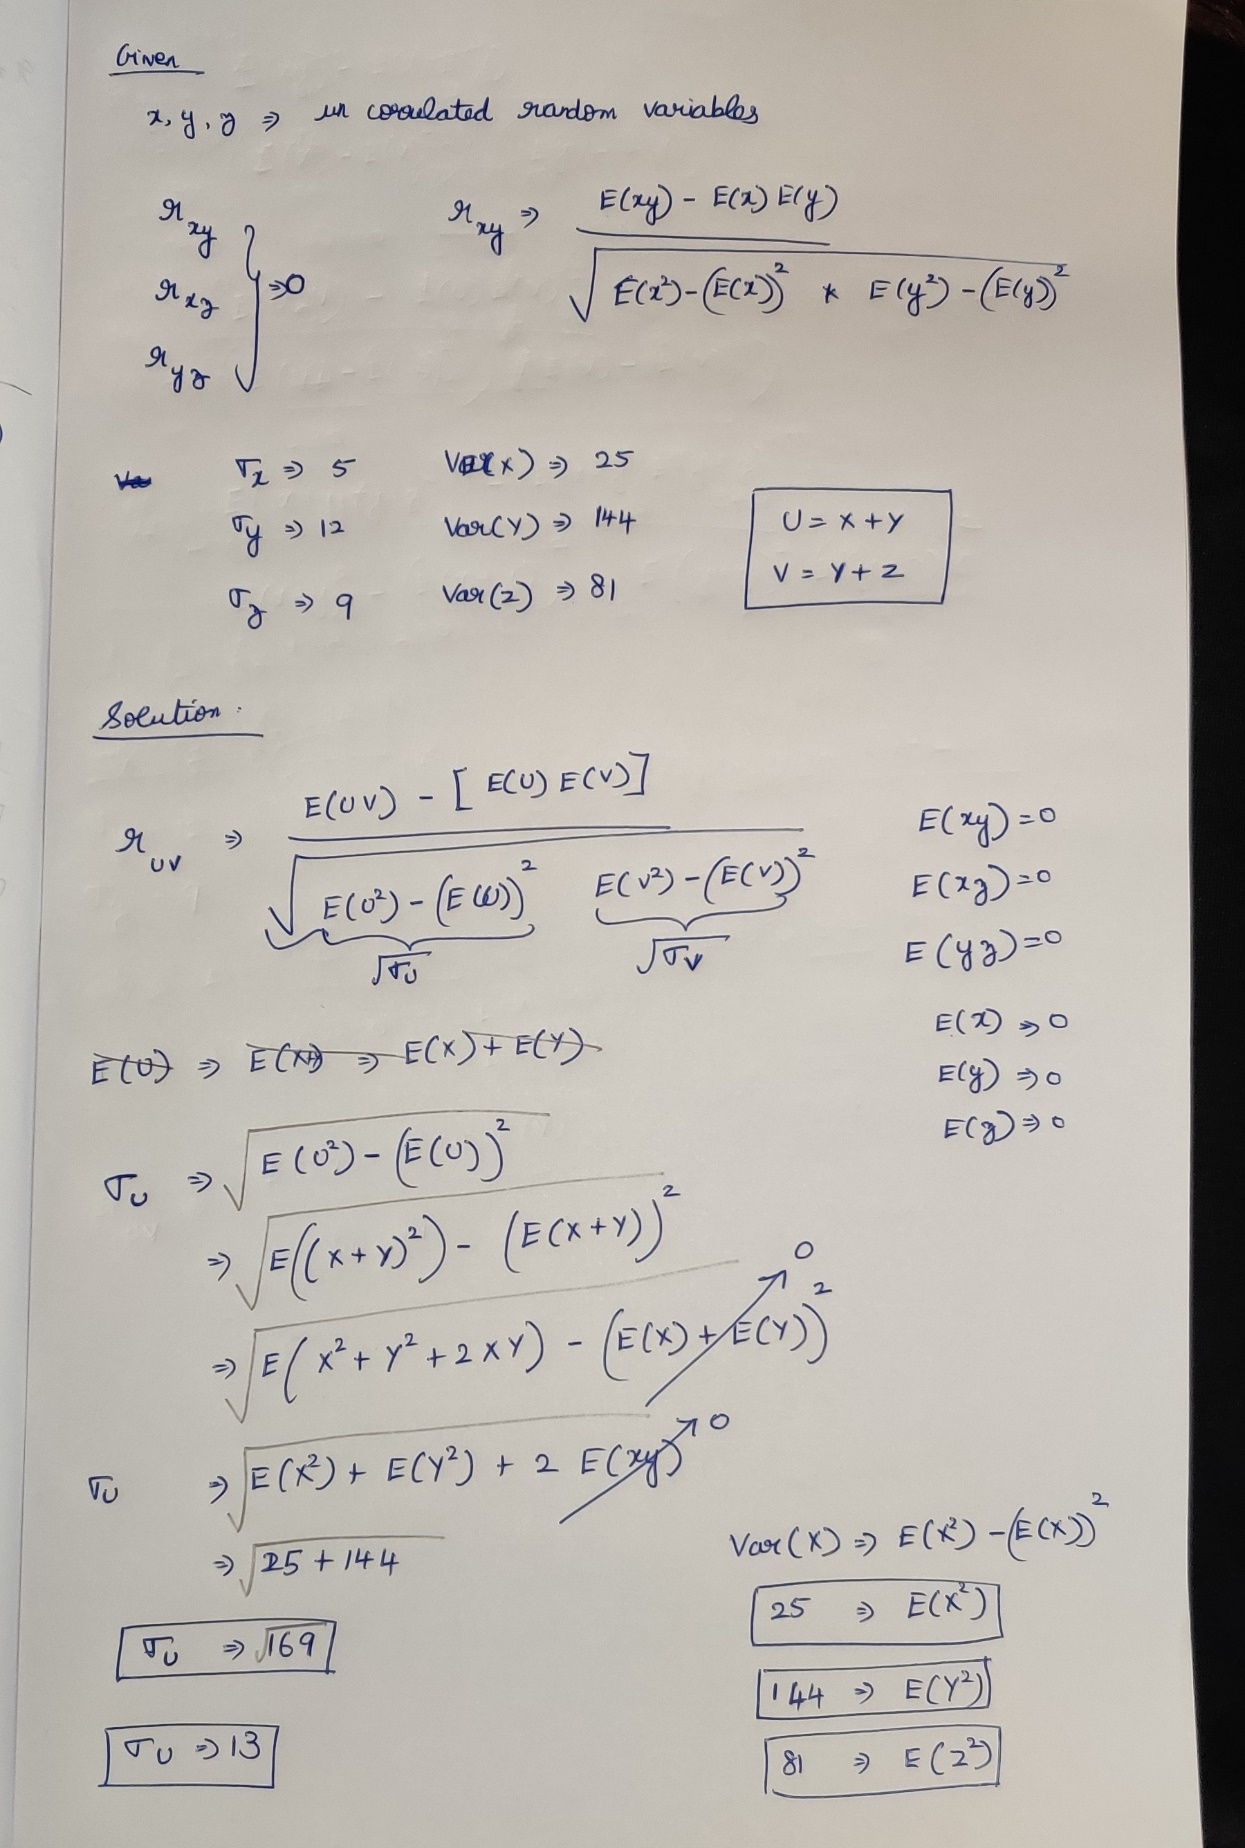 Given
x, y, z ⇒ un corrulated random variables
r_xy
r_xz } ⇒ 0
r_yz
r_xy ⇒ E(xy) - E(x) E(y) / √( E(x²)-(E(x))² * E(y²)-(E(y))² )
σ_x ⇒ 5 Var(x) ⇒ 25
σ_y ⇒ 12 Var(Y) ⇒ 144
σ_z ⇒ 9 Var(z) ⇒ 81
U = X + Y
V = Y + Z
Solution :
r_UV ⇒ E(UV) - [E(U) E(V)] / √( E(U²) - (E(U))² E(V²) - (E(V))² )
√σ_U √σ_V
E(xy) = 0
E(xz) = 0
E(yz) = 0
E(x) ⇒ 0
E(y) ⇒ 0
E(z) ⇒ 0
E(U) ⇒ E(X+Y) ⇒ E(X) + E(Y)
σ_U ⇒ √( E(U²) - (E(U))² )
⇒ √( E((X+Y)²) - (E(X+Y))² )
⇒ √( E(X² + Y² + 2XY) - (E(X) + E(Y))² ) 0
σ_U ⇒ √( E(X²) + E(Y²) + 2 E(xy) ) 0
⇒ √( 25 + 144 )
σ_U ⇒ √169
σ_U ⇒ 13
Var(X) ⇒ E(X²) - (E(X))²
25 ⇒ E(X²)
144 ⇒ E(Y²)
81 ⇒ E(Z²)